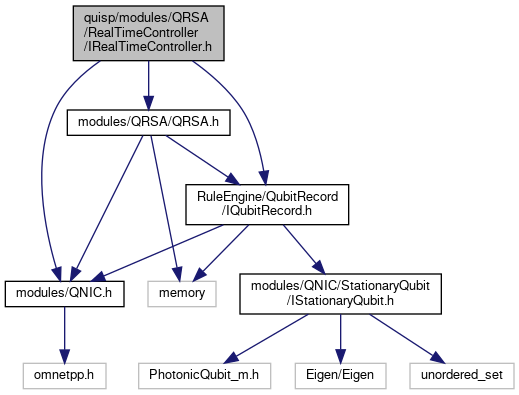 quisp/modules/QRSA
/RealTimeController
/IRealTimeController.h
modules/QRSA/QRSA.h
RuleEngine/QubitRecord
/IQubitRecord.h
modules/QNIC.h
memory
modules/QNIC/StationaryQubit
/IStationaryQubit.h
omnetpp.h
PhotonicQubit_m.h
Eigen/Eigen
unordered_set